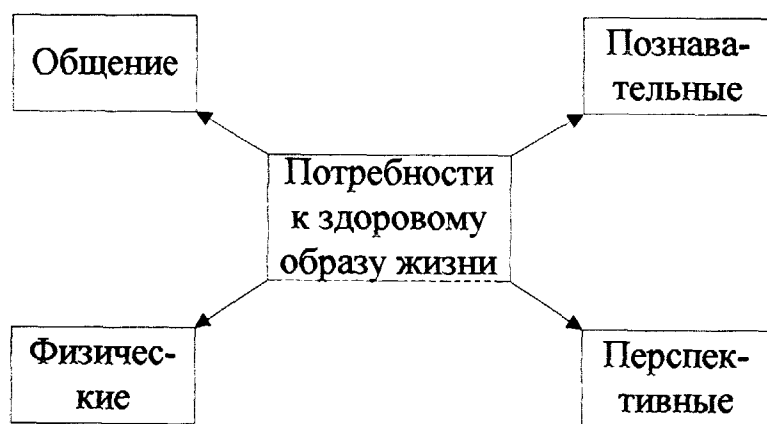 Общение
Познава-
тельные
Потребности
к здоровому
образу жизни
Физичес-
кие
Перспек-
тивные